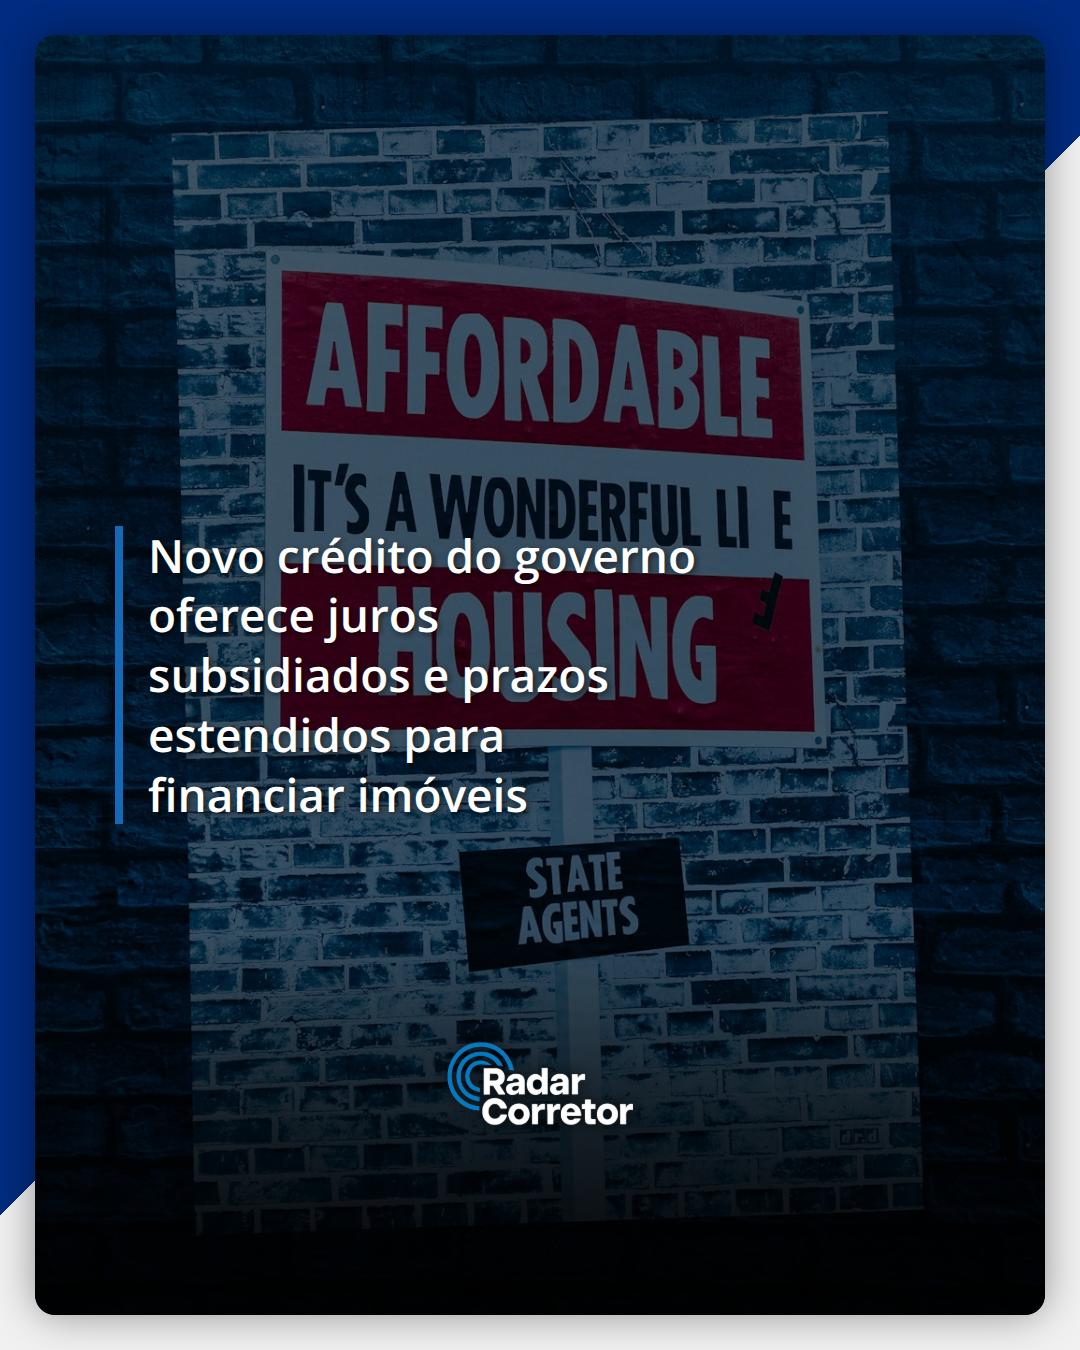 AFFORDABLE
IT'S A WONDERFUL LI E
F
HOUSING
Novo crédito do governo
oferece juros
subsidiados e prazos
estendidos para
financiar imóveis
STATE
AGENTS
Radar
Corretor